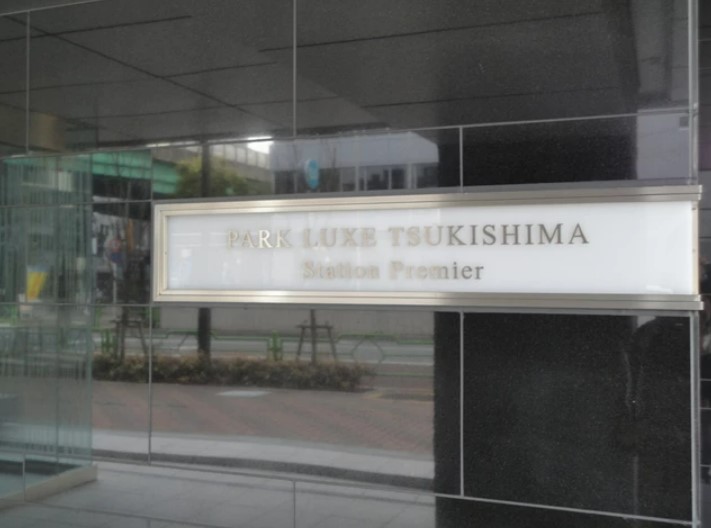 PARK LUXE TSUKISHIMA
Station Premier